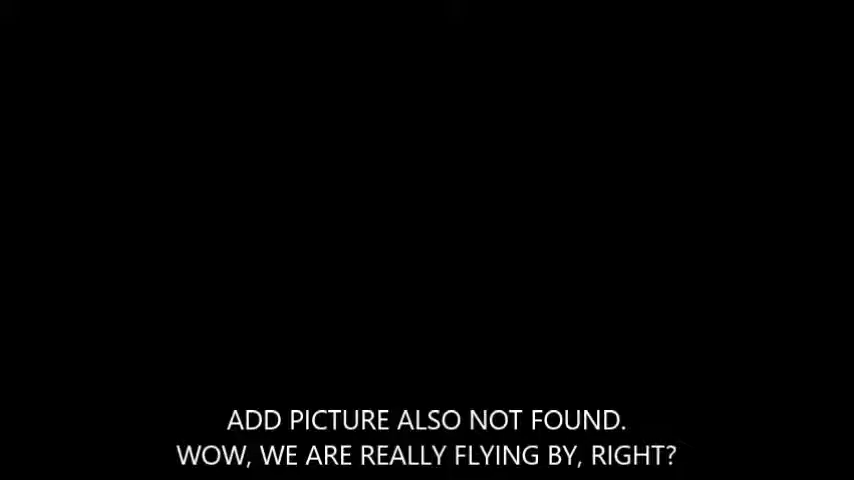 ADD PICTURE ALSO NOT FOUND.
WOW, WE ARE REALLY FLYING BY, RIGHT?